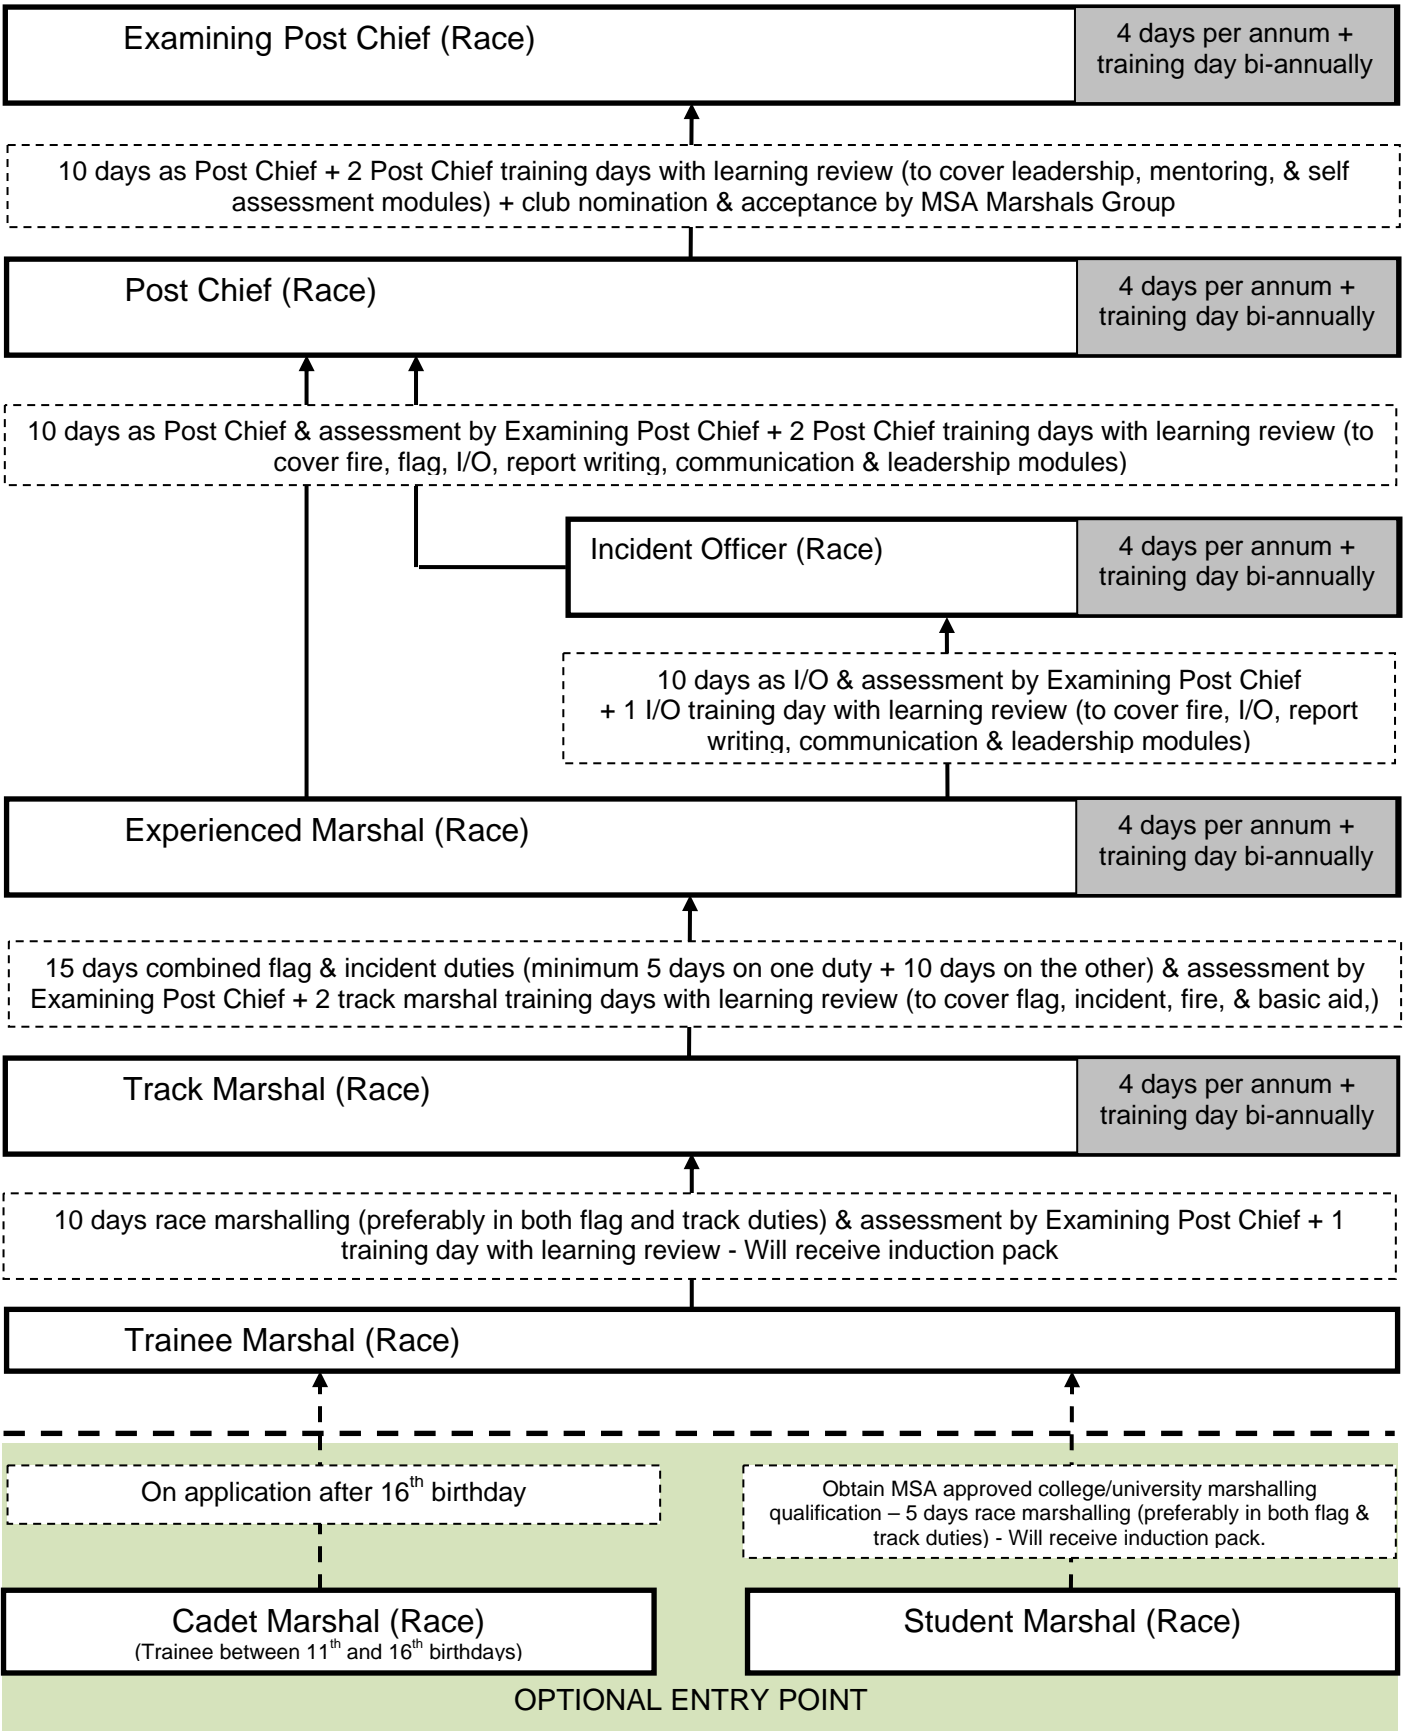 Examining Post Chief (Race)
4 days per annum +
training day bi-annually
10 days as Post Chief + 2 Post Chief training days with learning review (to cover leadership, mentoring, & self
assessment modules) + club nomination & acceptance by MSA Marshals Group
Post Chief (Race)
4 days per annum +
training day bi-annually
10 days as Post Chief & assessment by Examining Post Chief + 2 Post Chief training days with learning review (to
cover fire, flag, I/O, report writing, communication & leadership modules)
Incident Officer (Race)
4 days per annum +
training day bi-annually
10 days as I/O & assessment by Examining Post Chief
+ 1 I/O training day with learning review (to cover fire, I/O, report
writing, communication & leadership modules)
Experienced Marshal (Race)
4 days per annum +
training day bi-annually
15 days combined flag & incident duties (minimum 5 days on one duty + 10 days on the other) & assessment by
Examining Post Chief + 2 track marshal training days with learning review (to cover flag, incident, fire, & basic aid,)
Track Marshal (Race)
4 days per annum +
training day bi-annually
10 days race marshalling (preferably in both flag and track duties) & assessment by Examining Post Chief + 1
training day with learning review - Will receive induction pack
Trainee Marshal (Race)
On application after 16th birthday
Obtain MSA approved college/university marshalling
qualification – 5 days race marshalling (preferably in both flag &
track duties) - Will receive induction pack.
Cadet Marshal (Race)
(Trainee between 11th and 16th birthdays)
Student Marshal (Race)
OPTIONAL ENTRY POINT